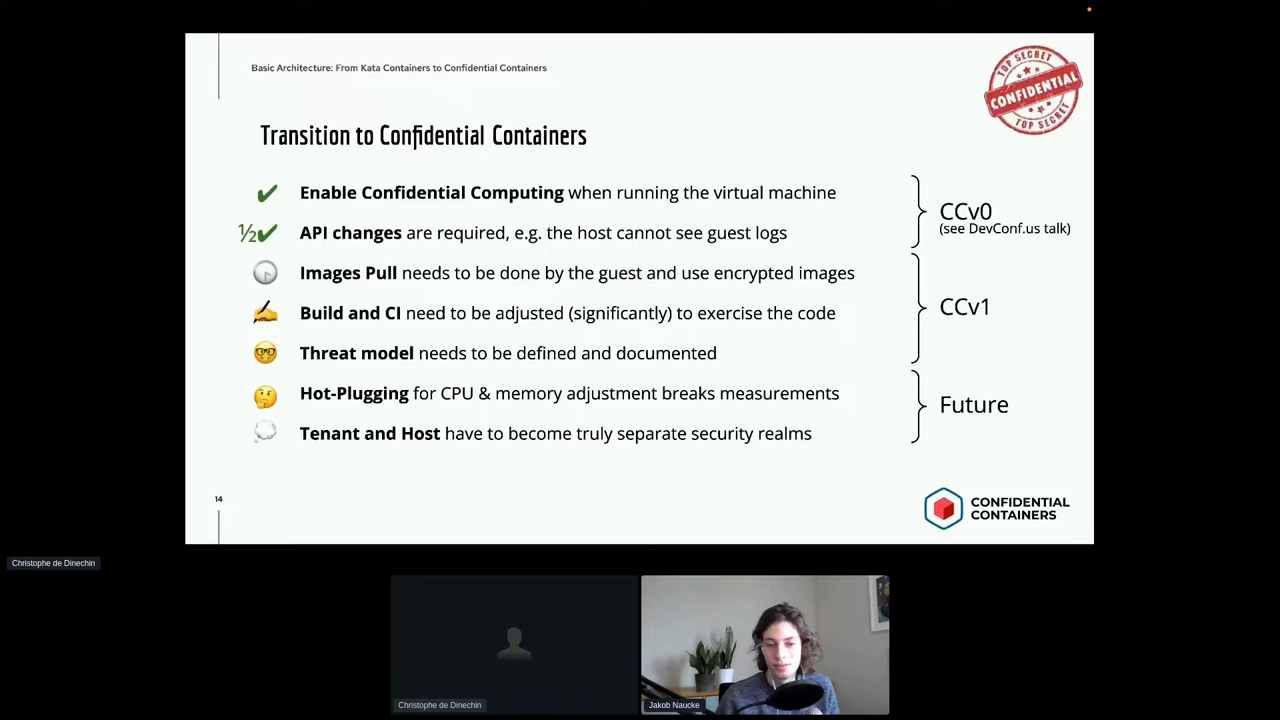 Basic Architecture: From Kata Containers to Confidential Containers
TOP SECRET
CONFIDENTIAL
TOP SECRET
Transition to Confidential Containers
✔ Enable Confidential Computing when running the virtual machine
½✔ API changes are required, e.g. the host cannot see guest logs
CCv0
(see DevConf.us talk)
Images Pull needs to be done by the guest and use encrypted images
Build and CI need to be adjusted (significantly) to exercise the code
Threat model needs to be defined and documented
CCv1
Hot-Plugging for CPU & memory adjustment breaks measurements
Tenant and Host have to become truly separate security realms
Future
14
CONFIDENTIAL
CONTAINERS
Christophe de Dinechin
Christophe de Dinechin
Jakob Naucke